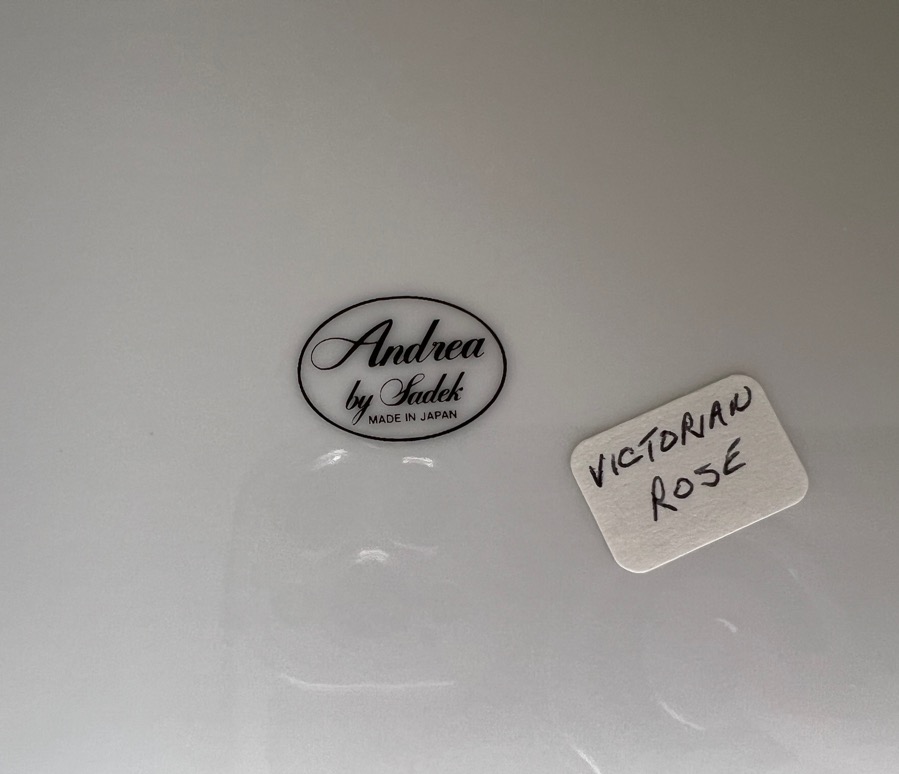 Andrea
by Sadek
MADE IN JAPAN
VICTORIAN
ROSE